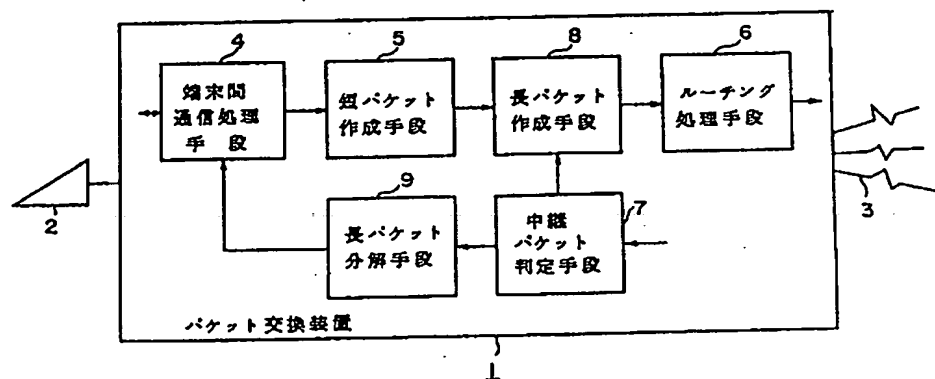 4
5
8
6
端末間
通信処理
手段
短パケット
作成手段
長パケット
作成手段
ルーチング
処理手段
9
7
2
長パケット
分解手段
中継
パケット
判定手段
3
パケット交換装置
1